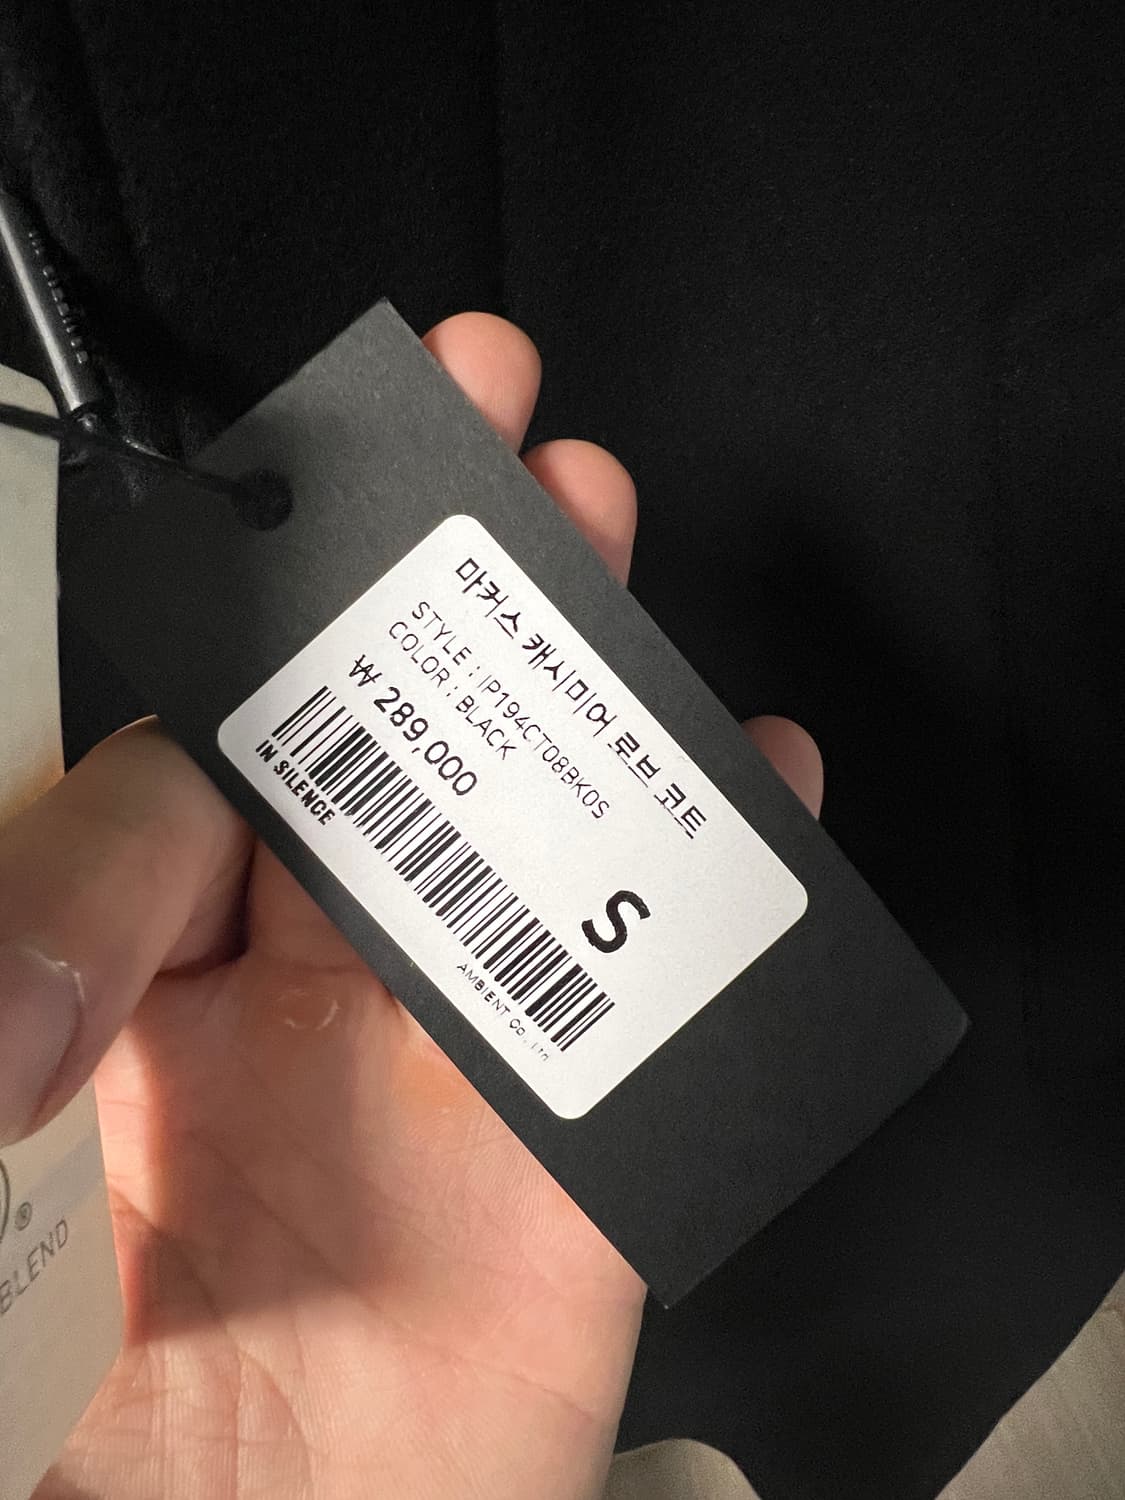 마커스 캐시미어 로브 코트
STYLE : IP194CT08BK0S
COLOR : BLACK
₩ 289,000
S
IN SILENCE
AMBIENT CO., LTD
®
BLEND